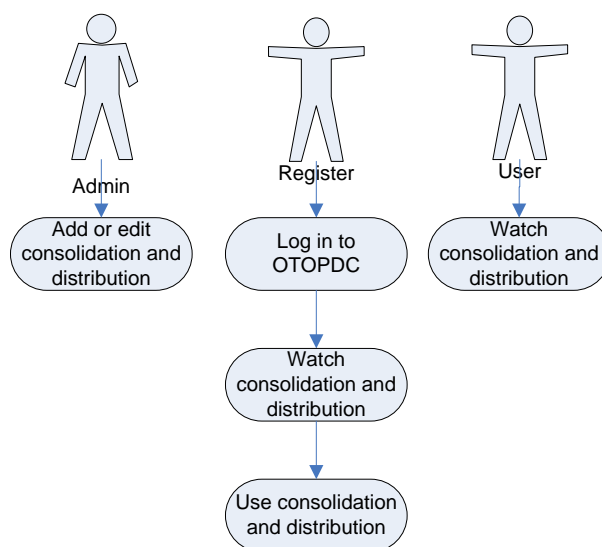 Admin
Register
User
Add or edit
consolidation and
distribution
Log in to
OTOPDC
Watch
consolidation and
distribution
Watch
consolidation and
distribution
Use consolidation
and distribution